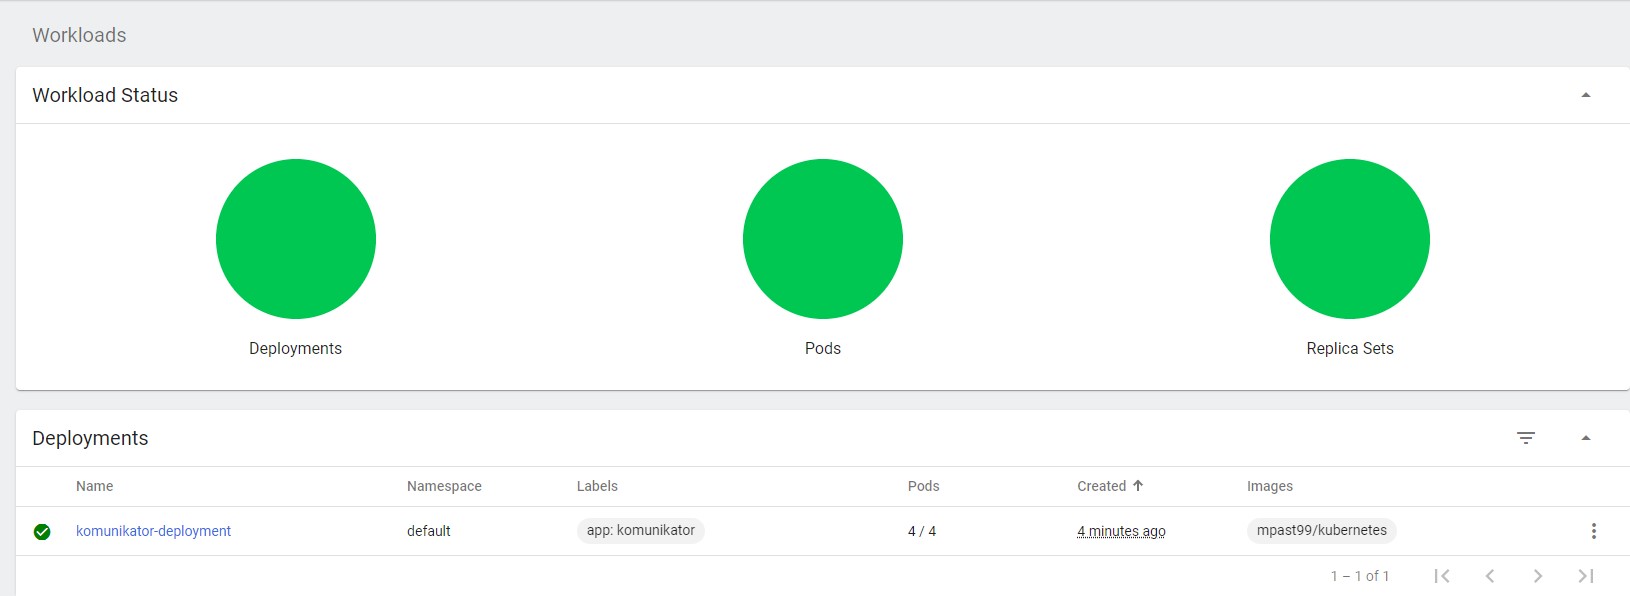 Workloads
Workload Status
Deployments Pods Replica Sets
Deployments
Name Namespace Labels Pods Created Images
komunikator-deployment default app: komunikator 4 / 4 4 minutes ago mpast99/kubernetes
1 – 1 of 1